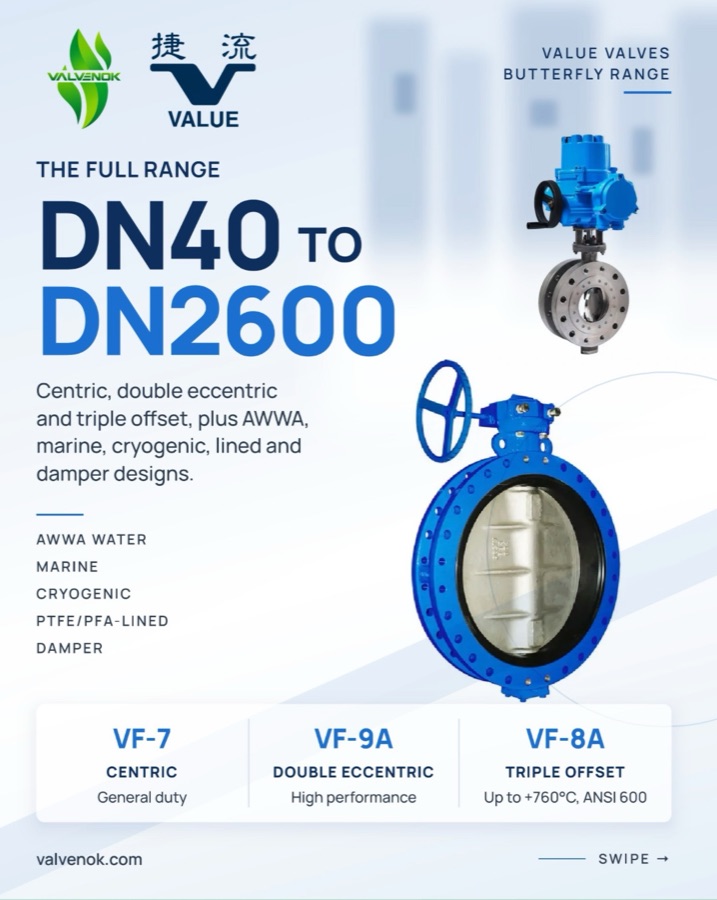 VALVENOK
捷 流
VALUE
VALUE VALVES
BUTTERFLY RANGE
THE FULL RANGE
DN40 TO
DN2600
Centric, double eccentric
and triple offset, plus AWWA,
marine, cryogenic, lined and
damper designs.
AWWA WATER
MARINE
CRYOGENIC
PTFE/PFA-LINED
DAMPER
VF-7
CENTRIC
General duty
VF-9A
DOUBLE ECCENTRIC
High performance
VF-8A
TRIPLE OFFSET
Up to +760°C, ANSI 600
valvenok.com
SWIPE →